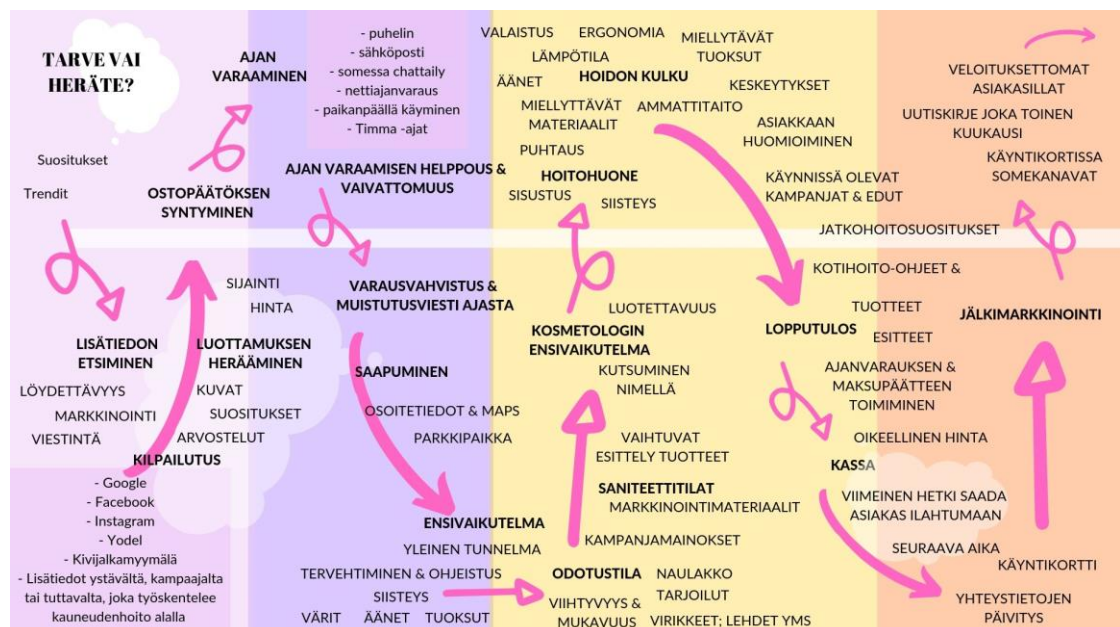 TARVE VAI
HERÄTE?
Suositukset
Trendit
LISÄTIEDON
ETSIMINEN
LÖYDETTÄVYYS
MARKKINOINTI
VIESTINTÄ
KILPAILUTUS
- Google
- Facebook
- Instagram
- Yodel
- Kivijalkamyymälä
- Lisätiedot ystävältä, kampaajalta
tai tuttavalta, joka työskentelee
kauneudenhoito alalla
LUOTTAMUKSEN
HERÄÄMINEN
SIJAINTI
HINTA
KUVAT
SUOSITUKSET
ARVOSTELUT
OSTOPÄÄTÖKSEN
SYNTYMINEN
AJAN
VARAAMINEN
- puhelin
- sähköposti
- somessa chattaily
- nettiajanvaraus
- paikanpäällä käyminen
- Timma -ajat
AJAN VARAAMISEN HELPPOUS &
VAIVATTOMUUS
VARAUSVAHVISTUS &
MUISTUTUSVIESTI AJASTA
SAAPUMINEN
OSOITETIEDOT & MAPS
PARKKIPAIKKA
ENSIVAIKUTELMA
YLEINEN TUNNELMA
TERVEHTIMINEN & OHJEISTUS
SIISTEYS
VÄRIT
ÄÄNET
TUOKSUT
ODOTUSTILA
NAULAKKO
TARJOILUT
VIIHTYVYYS &
MUKAVUUS
VIRIKKEET; LEHDET YMS
KAMPANJAMAINOKSET
SANITEETTITILAT
MARKKINOINTIMATERIAALIT
VAIHTUVAT
ESITTELY TUOTTEET
KOSMETOLOGIN
ENSIVAIKUTELMA
LUOTETTAVUUS
KUTSUMINEN
NIMELLÄ
HOITOHUONE
SISUSTUS
SIISTEYS
PUHTAUS
MIELLYTTÄVÄT
MATERIAALIT
ÄÄNET
LÄMPÖTILA
VALAISTUS
ERGONOMIA
MIELLYTÄVÄT
TUOKSUT
HOIDON KULKU
KESKEYTYKSET
AMMATTITAITO
ASIAKKAAN
HUOMIOIMINEN
KÄYNNISSÄ OLEVAT
KAMPANJAT & EDUT
JATKOHOITOSUOSITUKSET
KOTIHOITO-OHJEET &
TUOTTEET
ESITTEET
LOPPUTULOS
AJANVARAUKSEN &
MAKSUPÄÄTTEEN
TOIMIMINEN
OIKEELLINEN HINTA
KASSA
VIIMEINEN HETKI SAADA
ASIAKAS ILAHTUMAAN
SEURAAVA AIKA
KÄYNTIKORTTI
YHTEYSTIETOJEN
PÄIVITYS
JÄLKIMARKKINOINTI
KÄYNTIKORTISSA
SOMEKANAVAT
UUTISKIRJE JOKA TOINEN
KUUKAUSI
VELOITUKSETTOMAT
ASIAKASILLAT